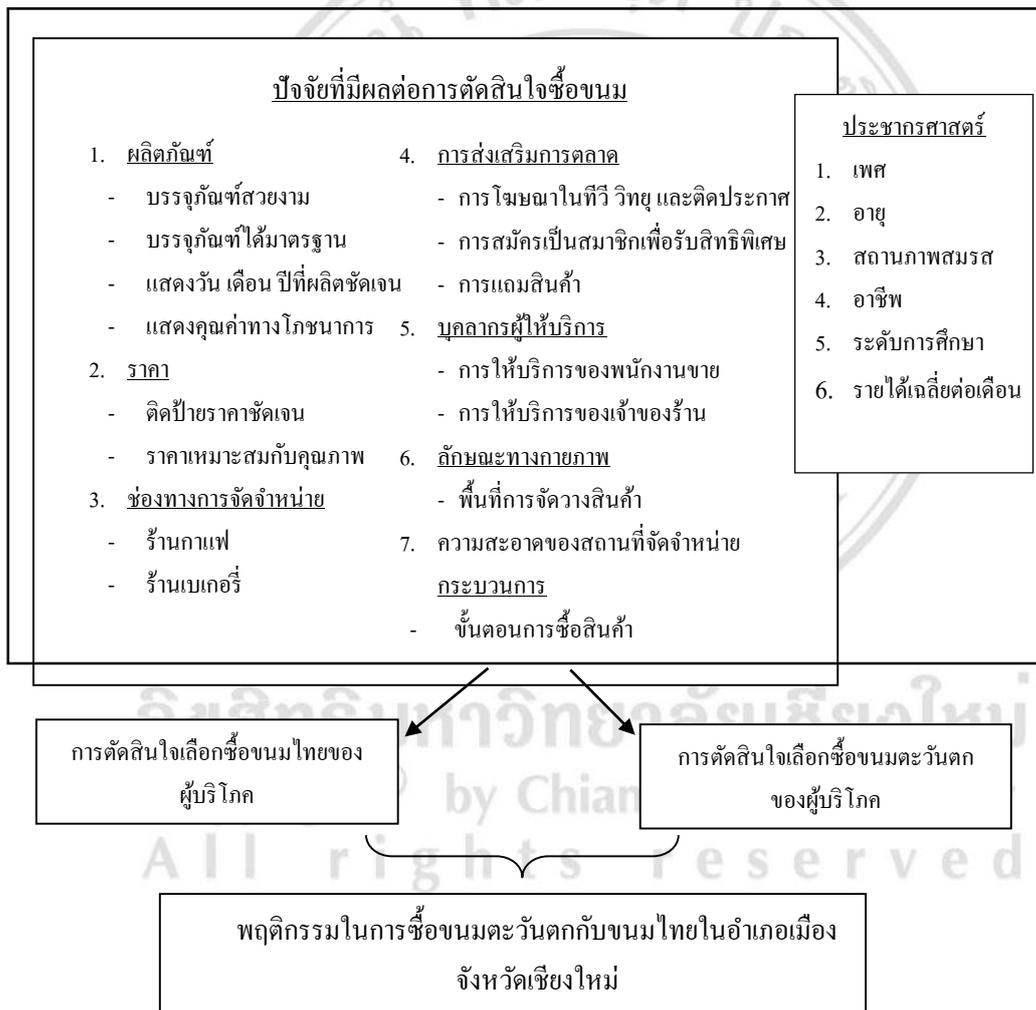 ปัจจัยที่มีผลต่อการตัดสินใจซื้อขนม
1. ผลิตภัณฑ์
- บรรจุภัณฑ์สวยงาม
- บรรจุภัณฑ์ได้มาตรฐาน
- แสดงวัน เดือน ปีที่ผลิตชัดเจน
- แสดงคุณค่าทางโภชนาการ
2. ราคา
- ติดป้ายราคาชัดเจน
- ราคาเหมาะสมกับคุณภาพ
3. ช่องทางการจัดจำหน่าย
- ร้านกาแฟ
- ร้านเบเกอรี่
4. การส่งเสริมการตลาด
- การโฆษณาในทีวี วิทยุ และติดประกาศ
- การสมัครเป็นสมาชิกเพื่อรับสิทธิพิเศษ
- การแถมสินค้า
5. บุคลากรผู้ให้บริการ
- การให้บริการของพนักงานขาย
- การให้บริการของเจ้าของร้าน
6. ลักษณะทางกายภาพ
- พื้นที่การจัดวางสินค้า
7. ความสะอาดของสถานที่จัดจำหน่าย
กระบวนการ
- ขั้นตอนการซื้อสินค้า
ประชากรศาสตร์
1. เพศ
2. อายุ
3. สถานภาพสมรส
4. อาชีพ
5. ระดับการศึกษา
6. รายได้เฉลี่ยต่อเดือน
การตัดสินใจเลือกซื้อขนมไทยของ
ผู้บริโภค
การตัดสินใจเลือกซื้อขนมตะวันตก
ของผู้บริโภค
by Chian
All rights reserved
พฤติกรรมในการซื้อขนมตะวันตกกับขนมไทยในอำเภอเมือง
จังหวัดเชียงใหม่